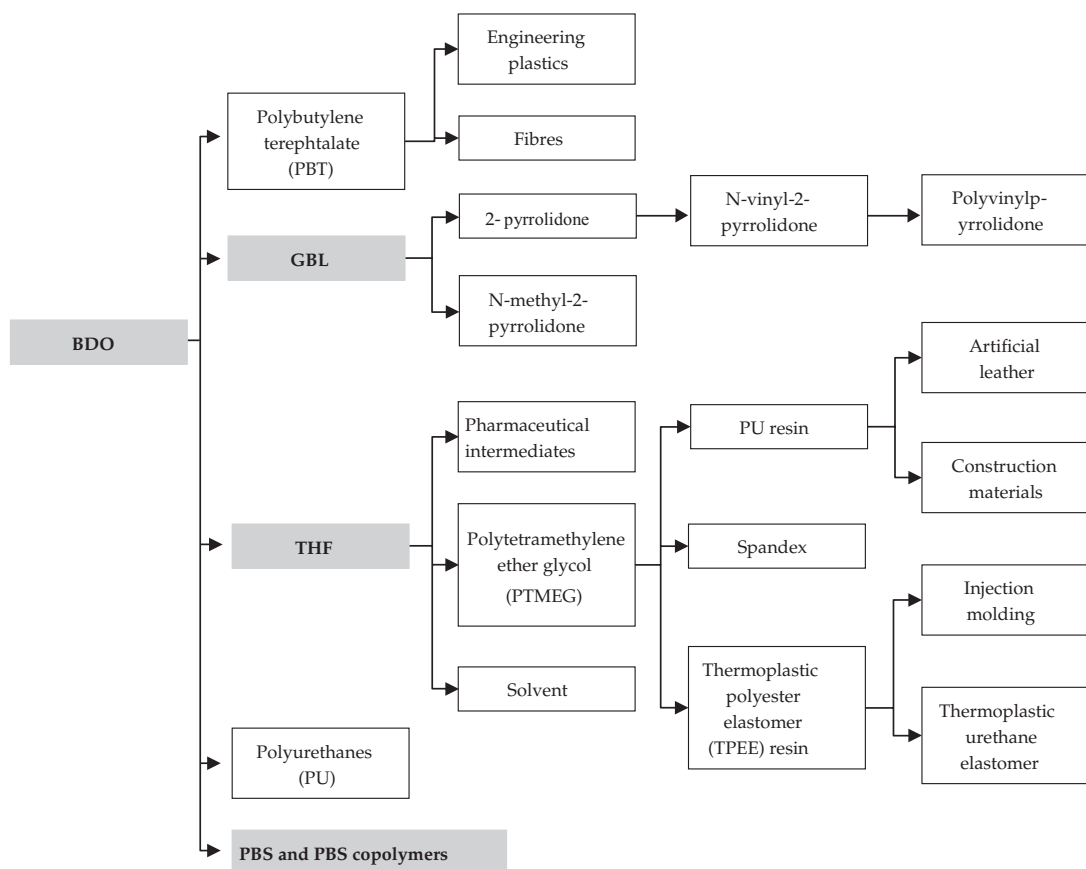 Engineering
plastics
Polybutylene
terephtalate
(PBT)
Fibres
2- pyrrolidone
N-vinyl-2-
pyrrolidone
Polyvinylp-
yrrolidone
GBL
N-methyl-2-
pyrrolidone
BDO
Artificial
leather
Pharmaceutical
intermediates
PU resin
Construction
materials
THF
Polytetramethylene
ether glycol
(PTMEG)
Spandex
Injection
molding
Solvent
Thermoplastic
polyester
elastomer
(TPEE) resin
Thermoplastic
urethane
elastomer
Polyurethanes
(PU)
PBS and PBS copolymers